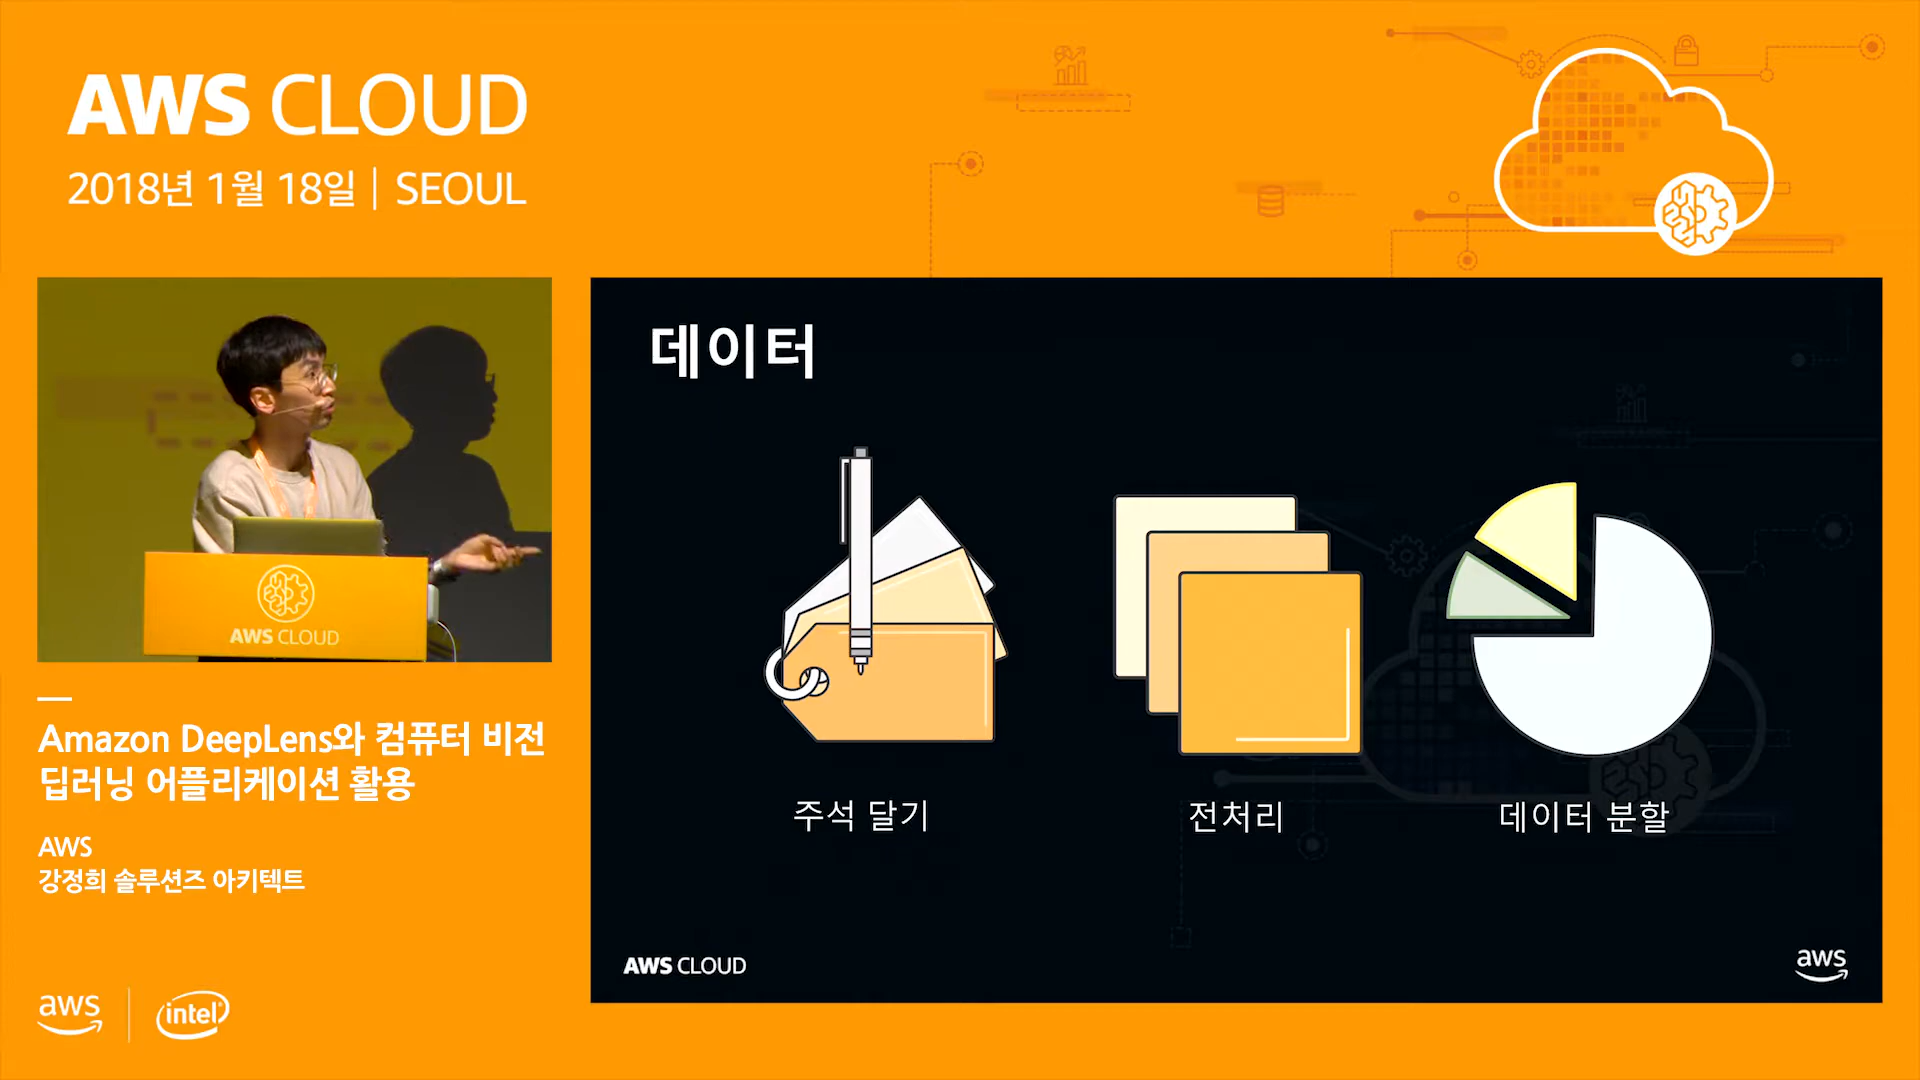 AWS CLOUD
2018년 1월 18일 | SEOUL
AWS CLOUD
Amazon DeepLens와 컴퓨터 비전
딥러닝 어플리케이션 활용
AWS
강정희 솔루션즈 아키텍트
aws
intel
데이터
주석 달기
전처리
데이터 분할
AWS CLOUD
aws